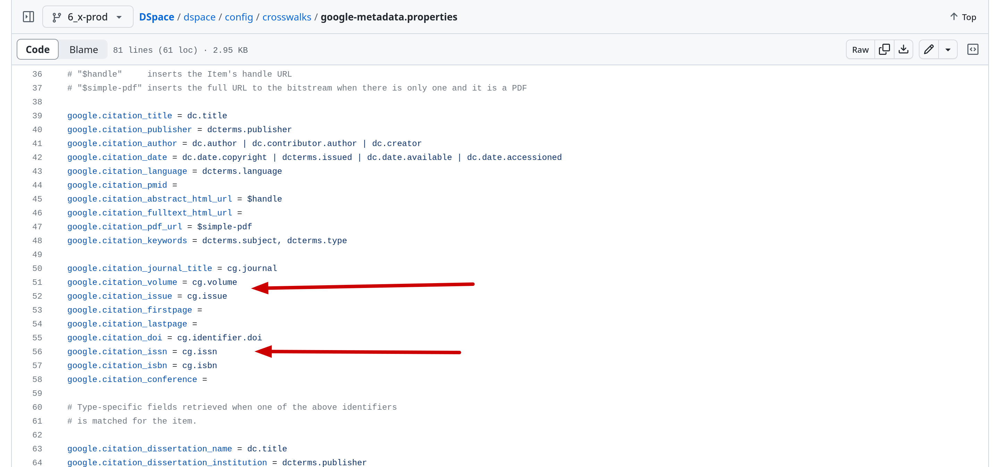 6_x-prod DSpace / dspace / config / crosswalks / google-metadata.properties Top
Code Blame 81 lines (61 loc) · 2.95 KB Raw
36 # "$handle"     inserts the Item's handle URL
37 # "$simple-pdf" inserts the full URL to the bitstream when there is only one and it is a PDF
38
39 google.citation_title = dc.title
40 google.citation_publisher = dcterms.publisher
41 google.citation_author = dc.author | dc.contributor.author | dc.creator
42 google.citation_date = dc.date.copyright | dcterms.issued | dc.date.available | dc.date.accessioned
43 google.citation_language = dcterms.language
44 google.citation_pmid =
45 google.citation_abstract_html_url = $handle
46 google.citation_fulltext_html_url =
47 google.citation_pdf_url = $simple-pdf
48 google.citation_keywords = dcterms.subject, dcterms.type
49
50 google.citation_journal_title = cg.journal
51 google.citation_volume = cg.volume
52 google.citation_issue = cg.issue
53 google.citation_firstpage =
54 google.citation_lastpage =
55 google.citation_doi = cg.identifier.doi
56 google.citation_issn = cg.issn
57 google.citation_isbn = cg.isbn
58 google.citation_conference =
59
60 # Type-specific fields retrieved when one of the above identifiers
61 # is matched for the item.
62
63 google.citation_dissertation_name = dc.title
64 google.citation_dissertation_institution = dcterms.publisher